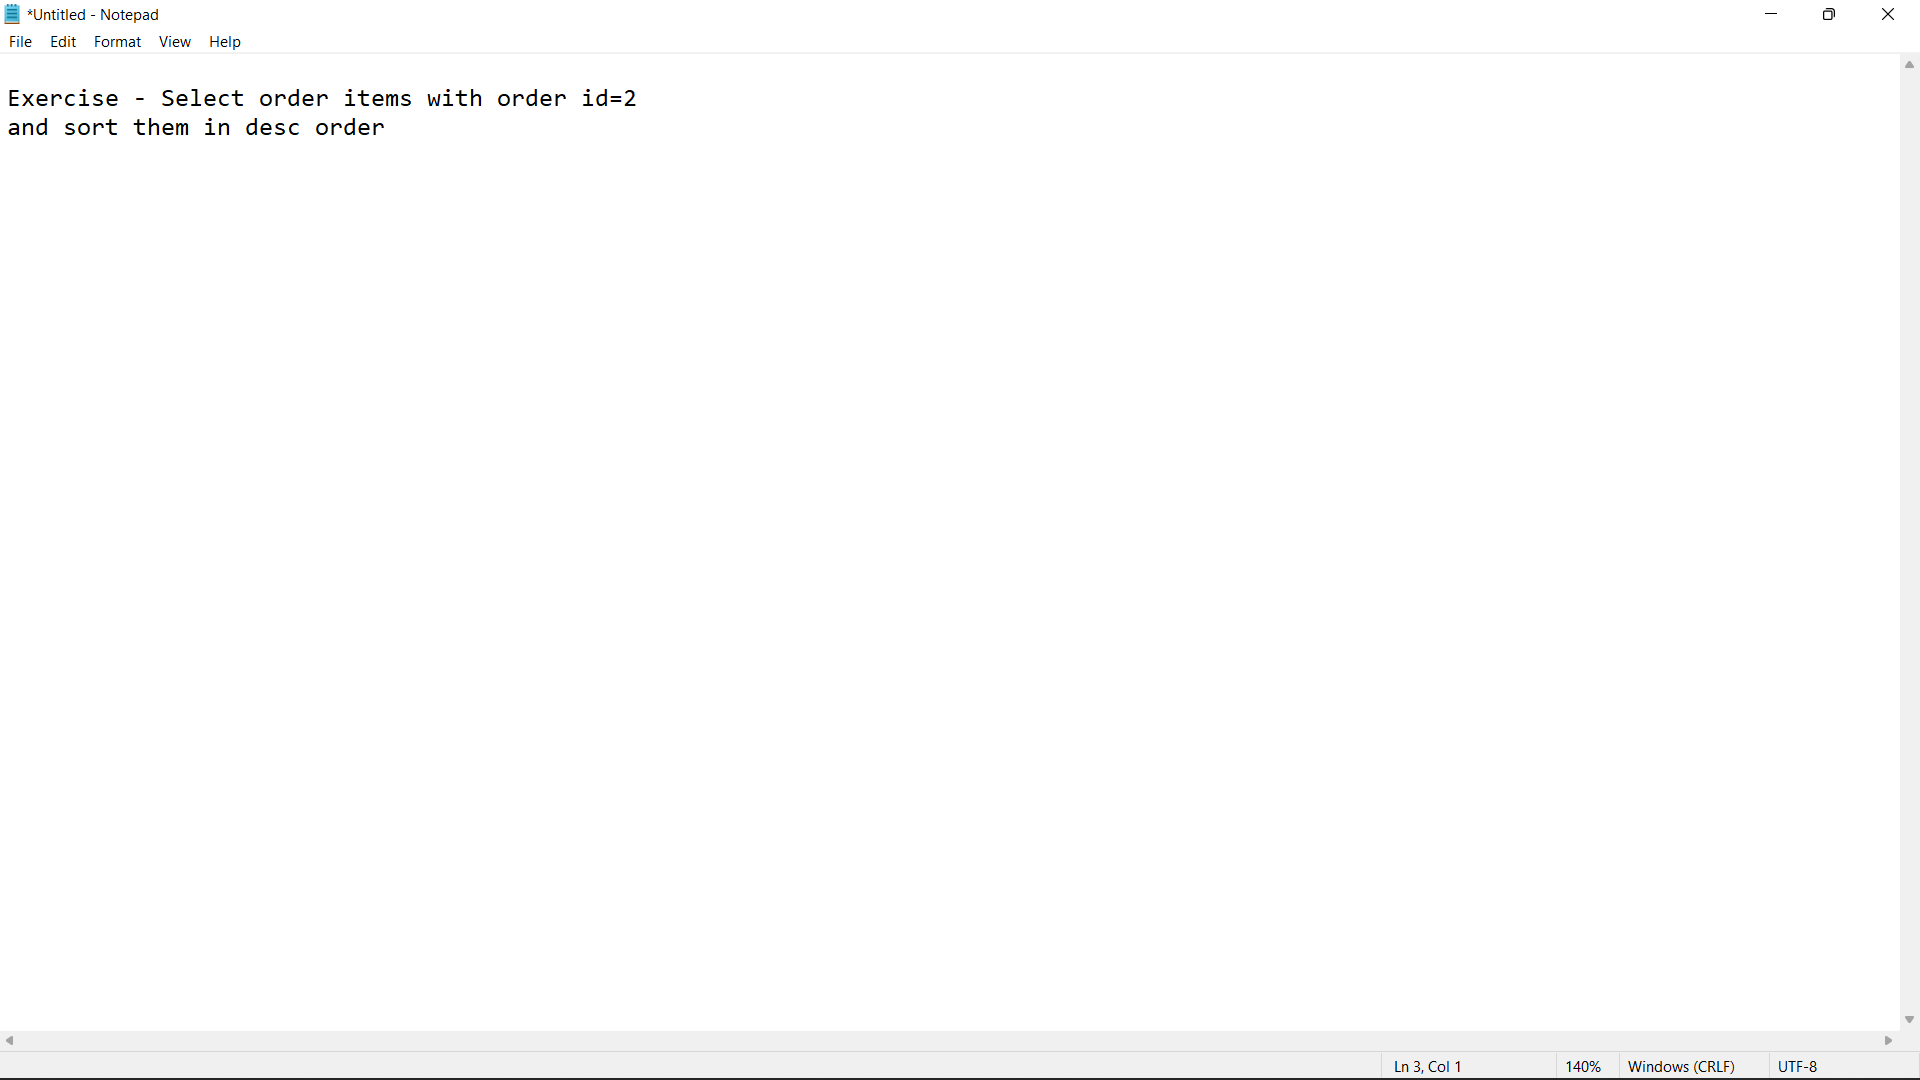 *Untitled - Notepad
File Edit Format View Help
Exercise - Select order items with order id=2
and sort them in desc order
Ln 3, Col 1 140% Windows (CRLF) UTF-8